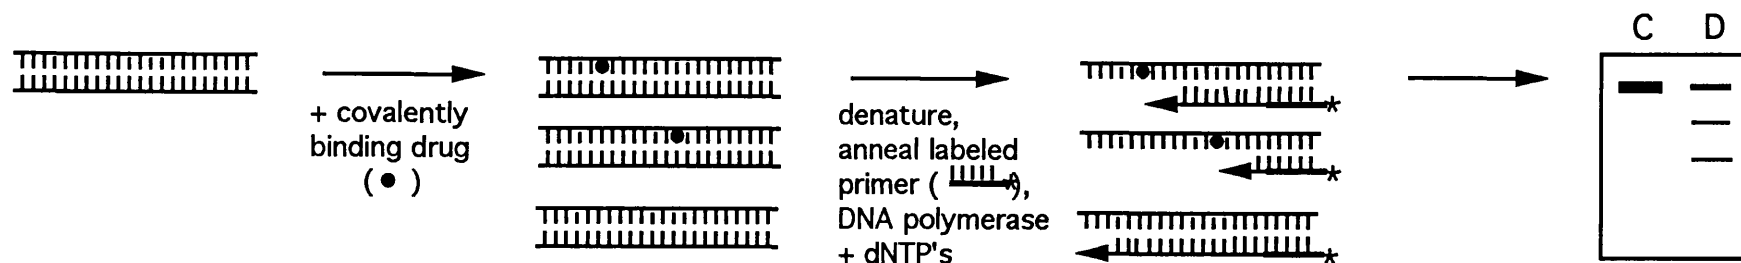 + covalently
binding drug
( ● )
denature,
anneal labeled
primer ( *),
DNA polymerase
+ dNTP's
*
*
*
C D